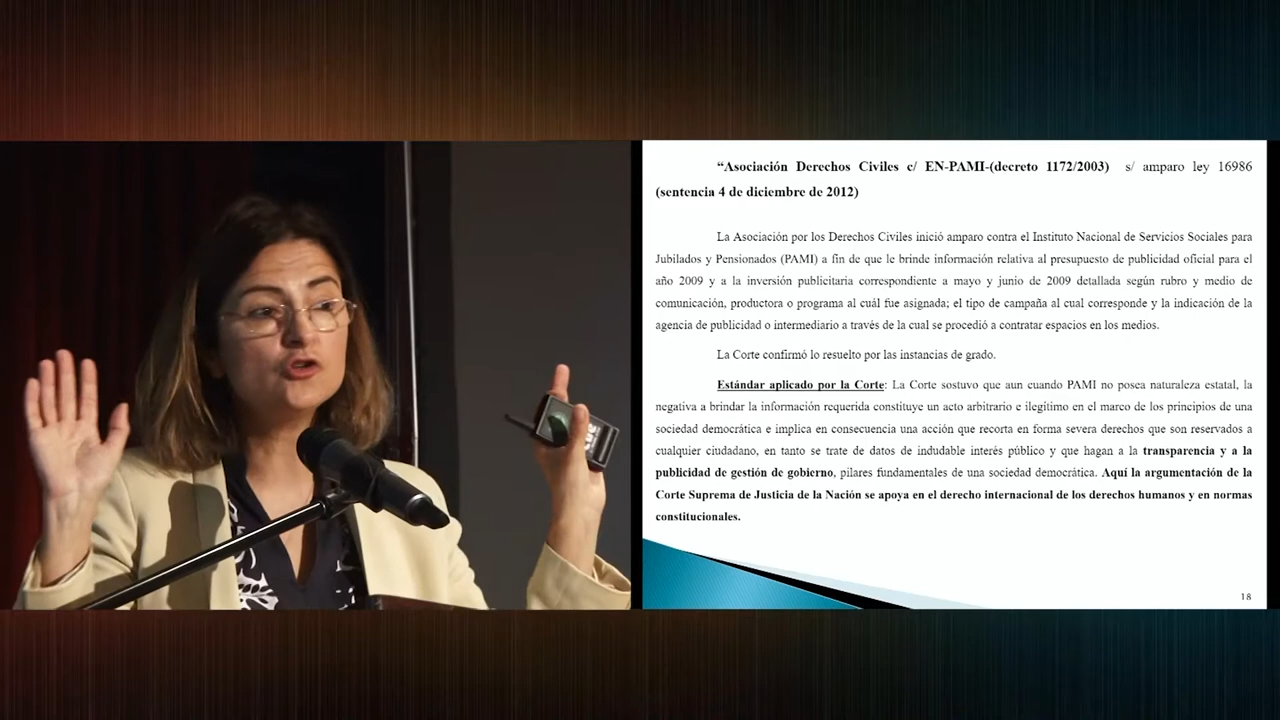 “Asociación Derechos Civiles c/ EN-PAMI-(decreto 1172/2003) s/ amparo ley 16986
(sentencia 4 de diciembre de 2012)
La Asociación por los Derechos Civiles inició amparo contra el Instituto Nacional de Servicios Sociales para
Jubilados y Pensionados (PAMI) a fin de que le brinde información relativa al presupuesto de publicidad oficial para el
año 2009 y a la inversión publicitaria correspondiente a mayo y junio de 2009 detallada según rubro y medio de
comunicación, productora o programa al cuál fue asignada; el tipo de campaña al cual corresponde y la indicación de la
agencia de publicidad o intermediario a través de la cual se procedió a contratar espacios en los medios.
La Corte confirmó lo resuelto por las instancias de grado.
Estándar aplicado por la Corte: La Corte sostuvo que aun cuando PAMI no posea naturaleza estatal, la
negativa a brindar la información requerida constituye un acto arbitrario e ilegítimo en el marco de los principios de una
sociedad democrática e implica en consecuencia una acción que recorta en forma severa derechos que son reservados a
cualquier ciudadano, en tanto se trate de datos de indudable interés público y que hagan a la transparencia y a la
publicidad de gestión de gobierno, pilares fundamentales de una sociedad democrática. Aquí la argumentación de la
Corte Suprema de Justicia de la Nación se apoya en el derecho internacional de los derechos humanos y en normas
constitucionales.
18